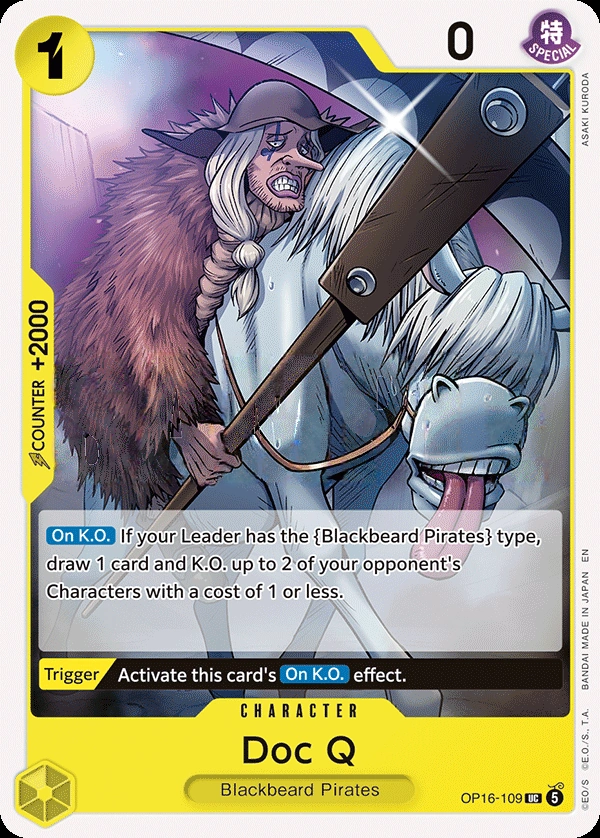 1
0
特
SPECIAL
ASAKI KURODA
COUNTER +2000
On K.O. If your Leader has the {Blackbeard Pirates} type,
draw 1 card and K.O. up to 2 of your opponent's
Characters with a cost of 1 or less.
Trigger Activate this card's On K.O. effect.
CHARACTER
Doc Q
Blackbeard Pirates
OP16-109 UC 5
©EO/S ©E.O./S., T.A. BANDAI MADE IN JAPAN EN